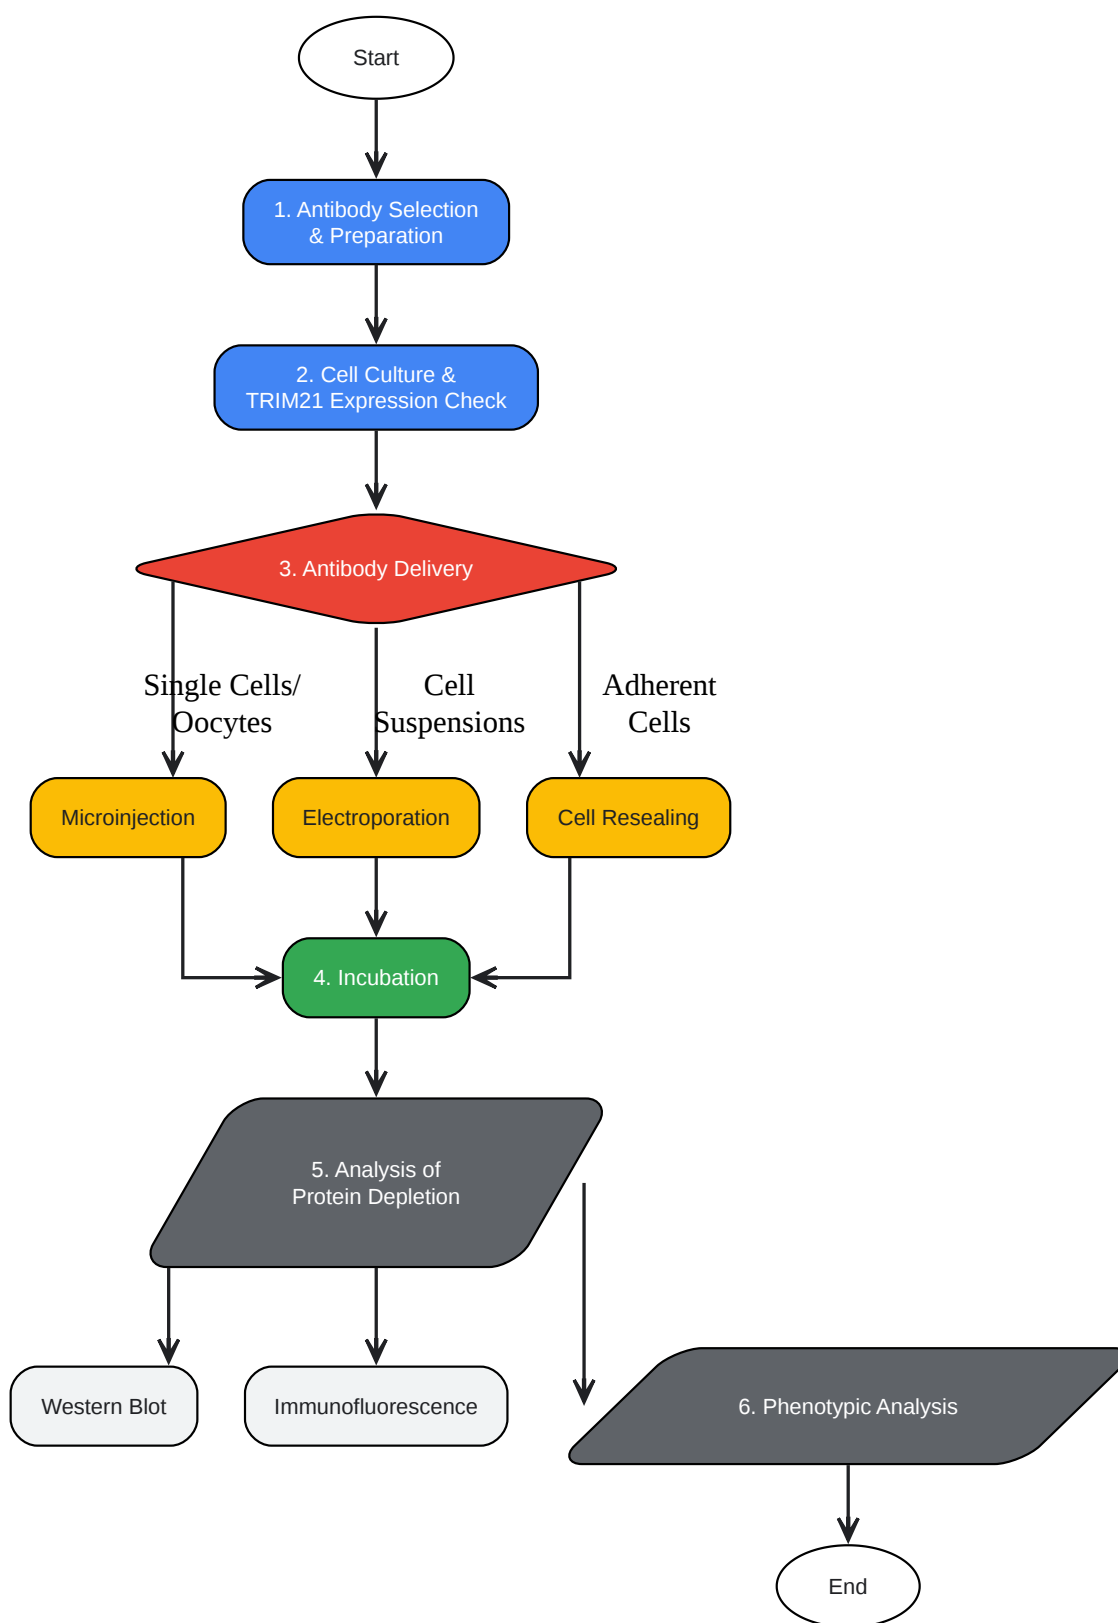 Start
1. Antibody Selection
& Preparation
2. Cell Culture &
TRIM21 Expression Check
3. Antibody Delivery
Single Cells/
Oocytes
Cell
Suspensions
Adherent
Cells
Microinjection
Electroporation
Cell Resealing
4. Incubation
5. Analysis of
Protein Depletion
Western Blot
Immunofluorescence
6. Phenotypic Analysis
End